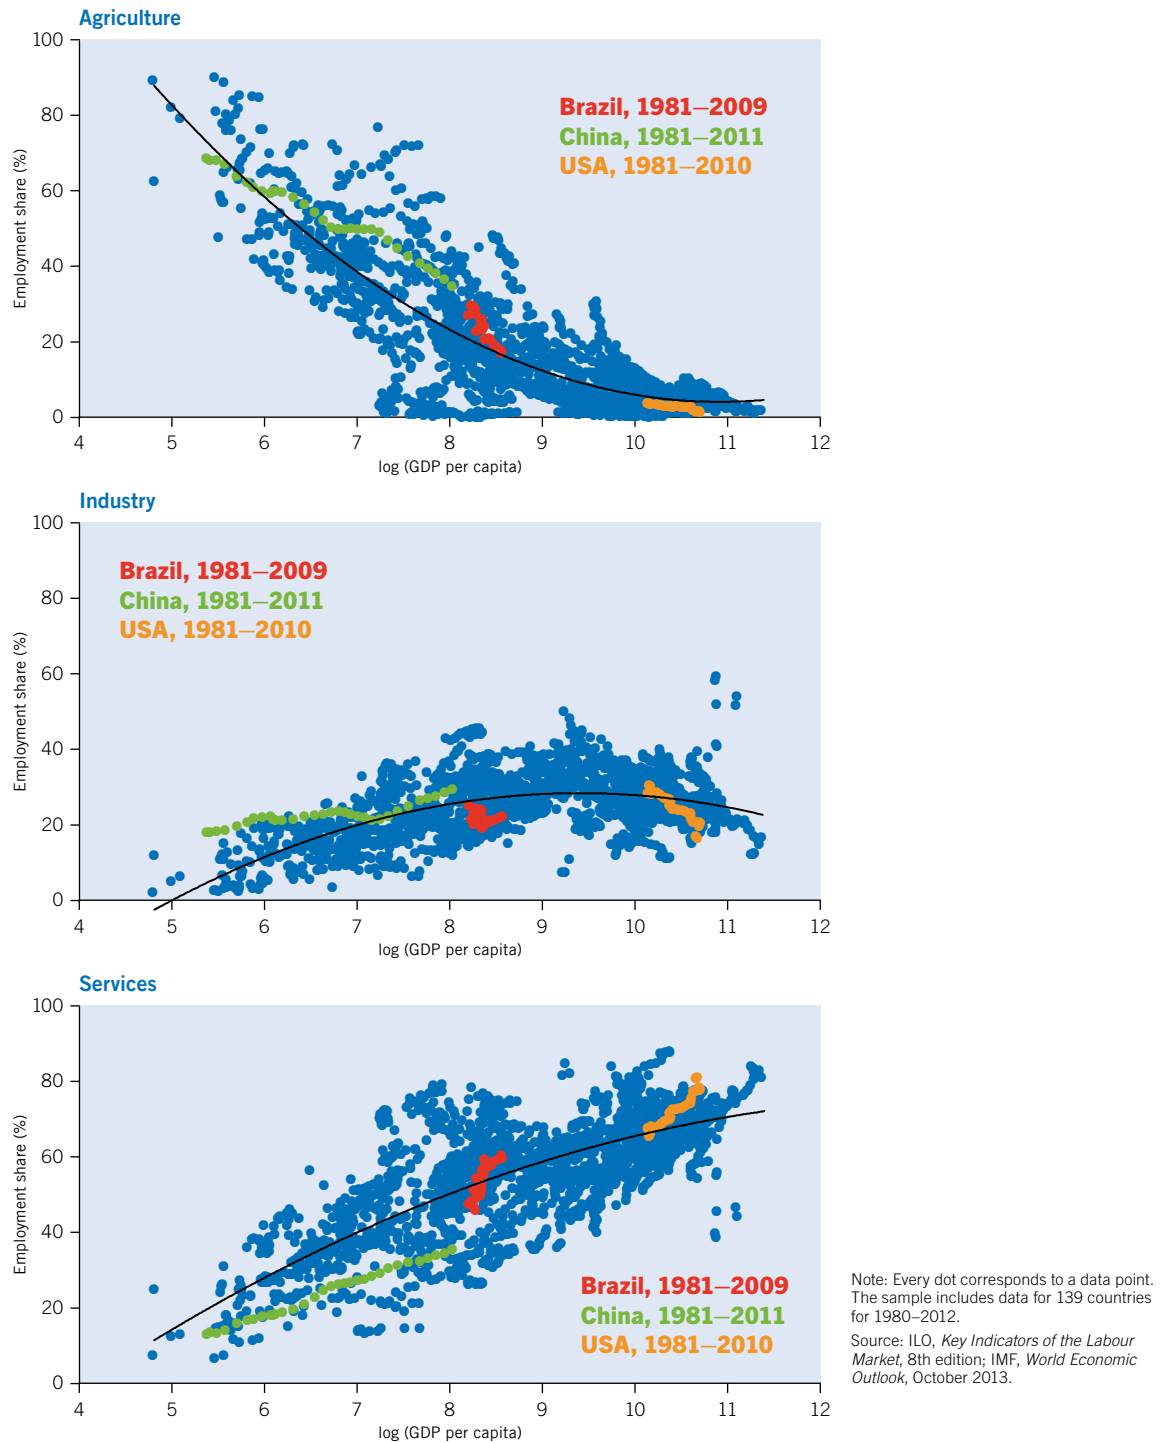 Agriculture
100
80
60
40
20
0
Employment share (%)
Brazil, 1981–2009
China, 1981–2011
USA, 1981–2010
4 5 6 7 8 9 10 11 12
log (GDP per capita)
Industry
100
80
60
40
20
0
Employment share (%)
Brazil, 1981–2009
China, 1981–2011
USA, 1981–2010
4 5 6 7 8 9 10 11 12
log (GDP per capita)
Services
100
80
60
40
20
0
Employment share (%)
Brazil, 1981–2009
China, 1981–2011
USA, 1981–2010
4 5 6 7 8 9 10 11 12
log (GDP per capita)
Note: Every dot corresponds to a data point.
The sample includes data for 139 countries
for 1980–2012.
Source: ILO, Key Indicators of the Labour
Market, 8th edition; IMF, World Economic
Outlook, October 2013.